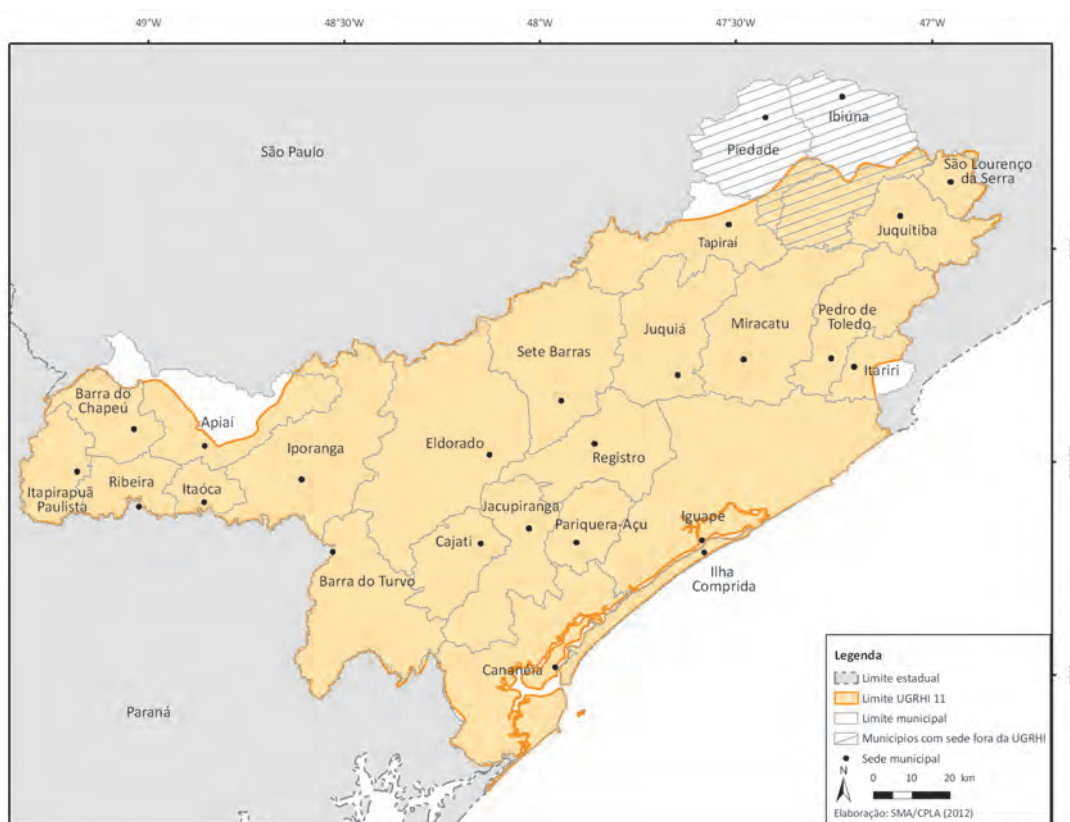 49°W
48°30'W
48°W
47°30'W
47°W
São Paulo
Piedade
Ibiúna
São Lourenço
da Serra
Juquitiba
Tapiraí
Pedro de
Toledo
Juquiá
Miracatu
Sete Barras
Itariri
Barra do
Chapeú
Apiaí
Eldorado
Iporanga
Registro
Itapirapuã
Paulista
Ribeira
Itaóca
Jacupiranga
Pariquera-Açu
Iguape
Cajati
Barra do Turvo
Ilha
Comprida
Cananéia
Paraná
Legenda
Limite estadual
Limite UGRHI 11
Limite municipal
Municípios com sede fora da UGRHI
Sede municipal
N
0 10 20 km
Elaboração: SMA/CPLA (2012)